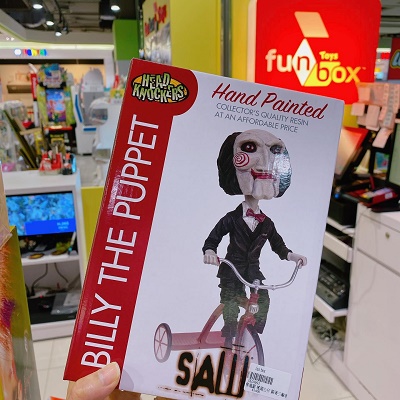 fun
Toys
box
HEAD
KNOCKERS
Hand Painted
COLLECTOR'S QUALITY RESIN
AT AN AFFORDABLE PRICE
BILLY THE PUPPET
SAW